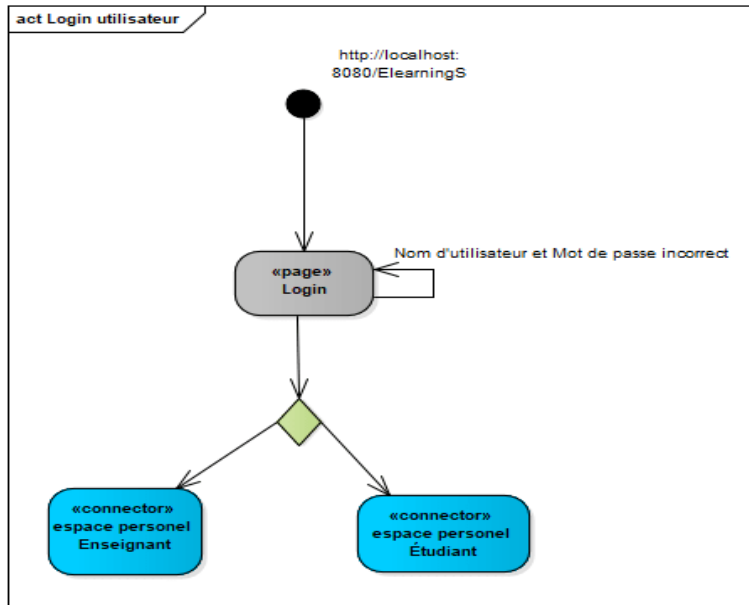 act Login utilisateur
http://localhost:
8080/ElearningS
Nom d'utilisateur et Mot de passe incorrect
«page»
Login
«connector»
espace personel
Enseignant
«connector»
espace personel
Étudiant